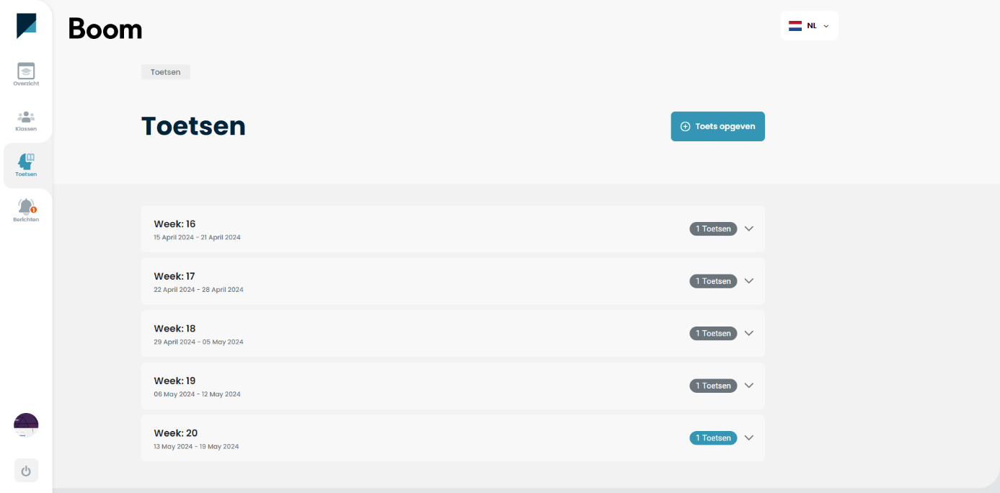 Boom
NL
Overzicht
Klassen
Toetsen
1
Berichten
Toetsen
Toetsen
Toets opgeven
Week: 16
15 April 2024 - 21 April 2024
1 Toetsen
Week: 17
22 April 2024 - 28 April 2024
1 Toetsen
Week: 18
29 April 2024 - 05 May 2024
1 Toetsen
Week: 19
06 May 2024 - 12 May 2024
1 Toetsen
Week: 20
13 May 2024 - 19 May 2024
1 Toetsen